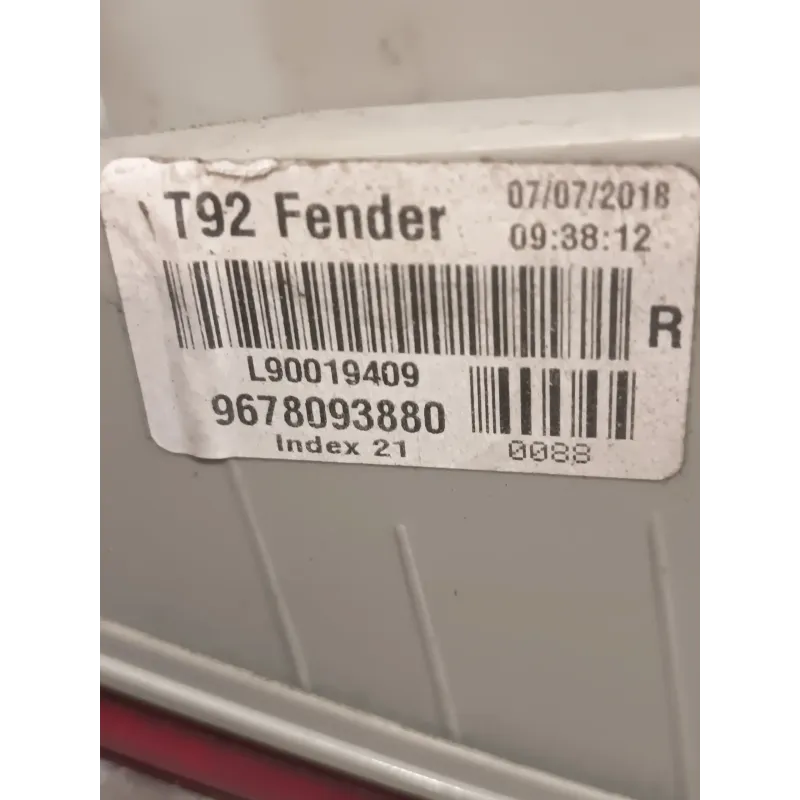 T92 Fender
07/07/2018
09:38:12
R
L90019409
9678093880
Index 21
0088